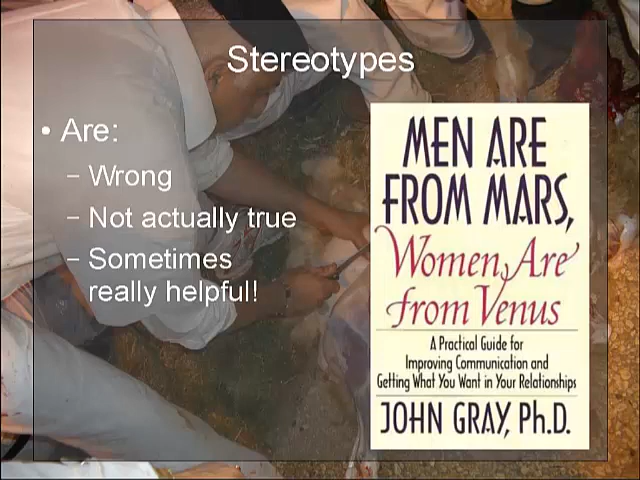 Stereotypes
• Are:
– Wrong
– Not actually true
– Sometimes
really helpful!
MEN ARE
FROM MARS,
Women Are
from Venus
A Practical Guide for
Improving Communication and
Getting What You Want in Your Relationships
JOHN GRAY, Ph.D.